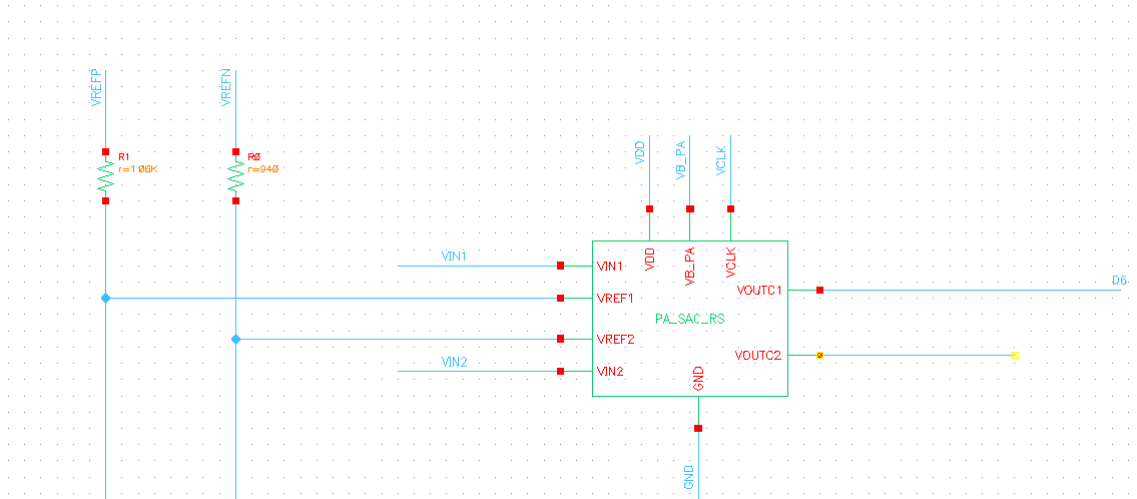 VREFP
VREFN
R1
r=106K
R0
r=940
VDD
VB_PA
VCLK
VIN1
VIN1
VDD
VB_PA
VCLK
VREF1
VOUTC1
PA_SAC_RS
VREF2
VOUTC2
VIN2
VIN2
GND
GND